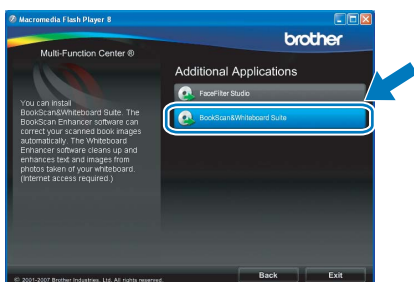 Macromedia Flash Player 8
brother
Multi-Function Center ®
Additional Applications
FaceFilter Studio
BookScan&Whiteboard Suite
You can install
BookScan&Whiteboard Suite. The
BookScan Enhancer software can
correct your scanned book images
automatically. The Whiteboard
Enhancer software cleans up and
enhances text and images from
photos taken of your whiteboard.
(Internet access required.)
Back
Exit
© 2001-2007 Brother Industries, Ltd. All rights reserved.